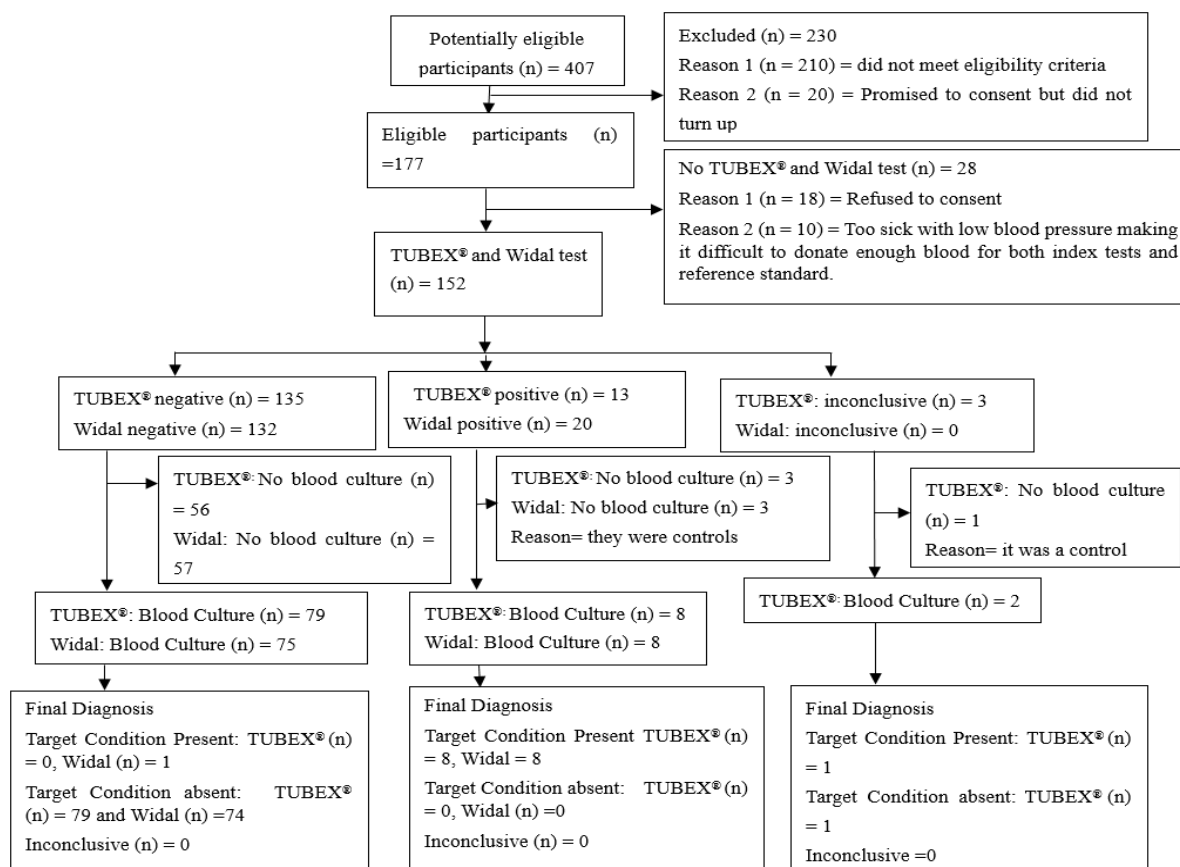 Potentially eligible
participants (n) = 407
Excluded (n) = 230
Reason 1 (n = 210) = did not meet eligibility criteria
Reason 2 (n = 20) = Promised to consent but did not
turn up
Eligible participants (n)
=177
No TUBEX® and Widal test (n) = 28
Reason 1 (n = 18) = Refused to consent
Reason 2 (n = 10) = Too sick with low blood pressure making
it difficult to donate enough blood for both index tests and
reference standard.
TUBEX® and Widal test
(n) = 152
TUBEX® negative (n) = 135
Widal negative (n) = 132
TUBEX® positive (n) = 13
Widal positive (n) = 20
TUBEX®: inconclusive (n) = 3
Widal: inconclusive (n) = 0
TUBEX®: No blood culture (n)
= 56
Widal: No blood culture (n) =
57
TUBEX®: No blood culture (n) = 3
Widal: No blood culture (n) = 3
Reason= they were controls
TUBEX®: No blood culture
(n) = 1
Reason= it was a control
TUBEX®: Blood Culture (n) = 79
Widal: Blood Culture (n) = 75
TUBEX®: Blood Culture (n) = 8
Widal: Blood Culture (n) = 8
TUBEX®: Blood Culture (n) = 2
Final Diagnosis
Target Condition Present: TUBEX® (n)
= 0, Widal (n) = 1
Target Condition absent: TUBEX®
(n) = 79 and Widal (n) =74
Inconclusive (n) = 0
Final Diagnosis
Target Condition Present TUBEX® (n)
= 8, Widal = 8
Target Condition absent: TUBEX® (n)
= 0, Widal (n) =0
Inconclusive (n) = 0
Final Diagnosis
Target Condition Present: TUBEX® (n)
= 1
Target Condition absent: TUBEX® (n)
= 1
Inconclusive =0